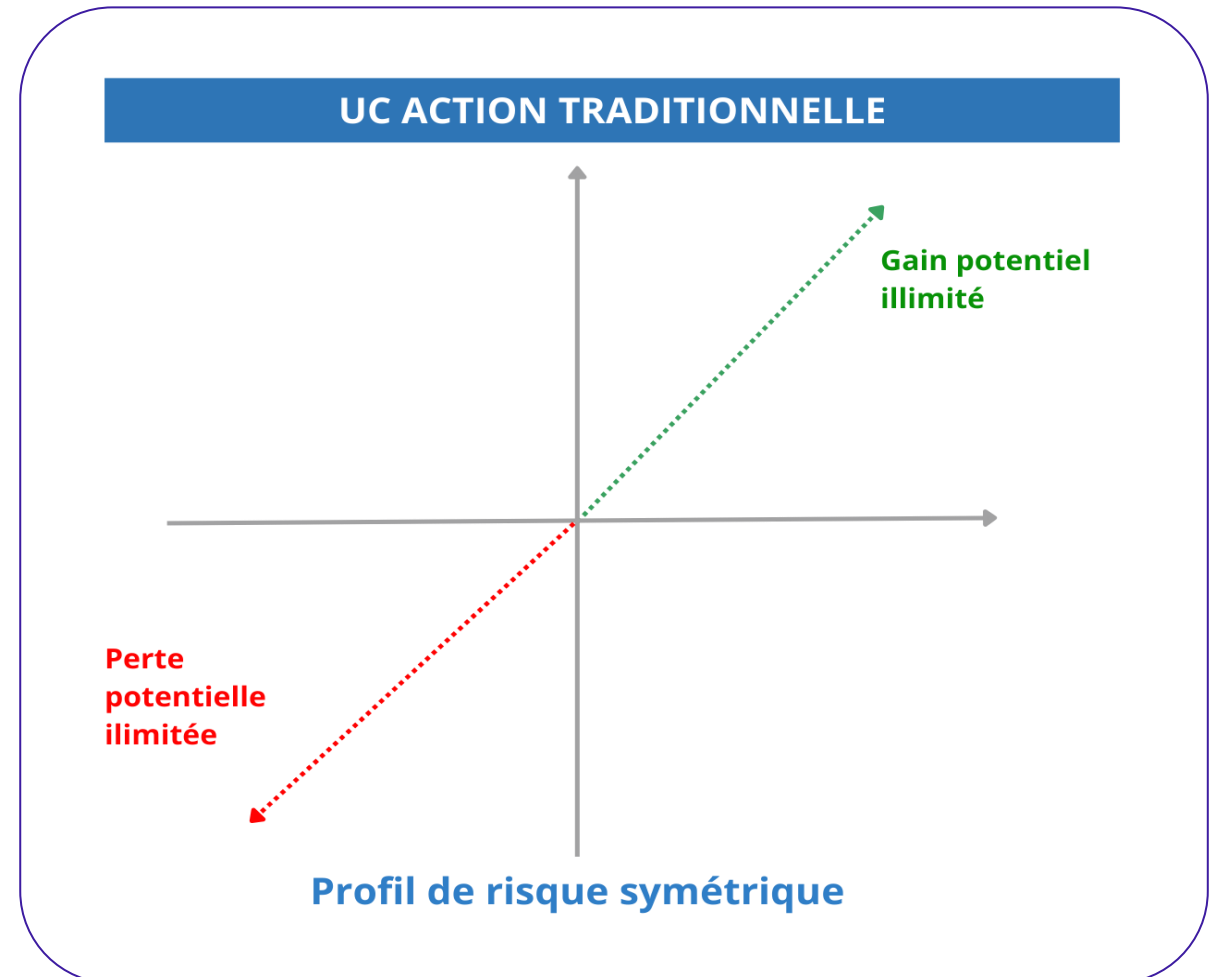 UC ACTION TRADITIONNELLE
Gain potentiel
illimité
Perte
potentielle
ilimitée
Profil de risque symétrique